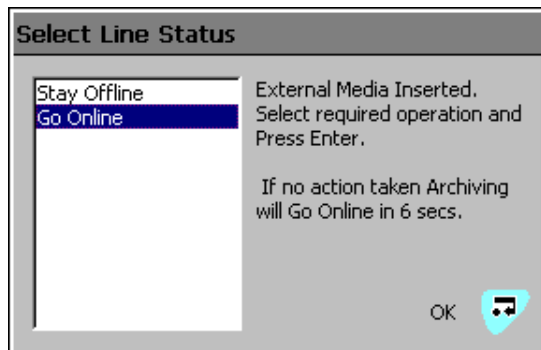 Select Line Status
Stay Offline
Go Online
External Media Inserted.
Select required operation and
Press Enter.
If no action taken Archiving
will Go Online in 6 secs.
OK